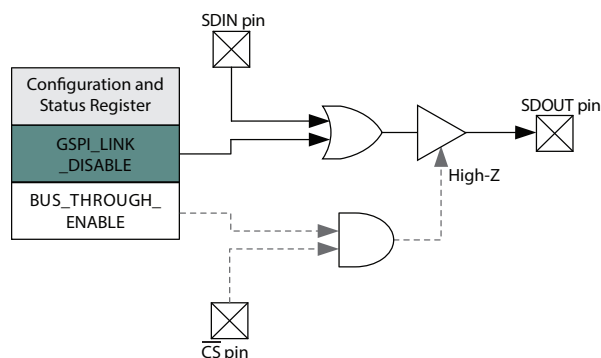 SDIN pin
Configuration and
Status Register
SDOUT pin
GSPI_LINK
_DISABLE
High-Z
BUS_THROUGH_
ENABLE
CS pin